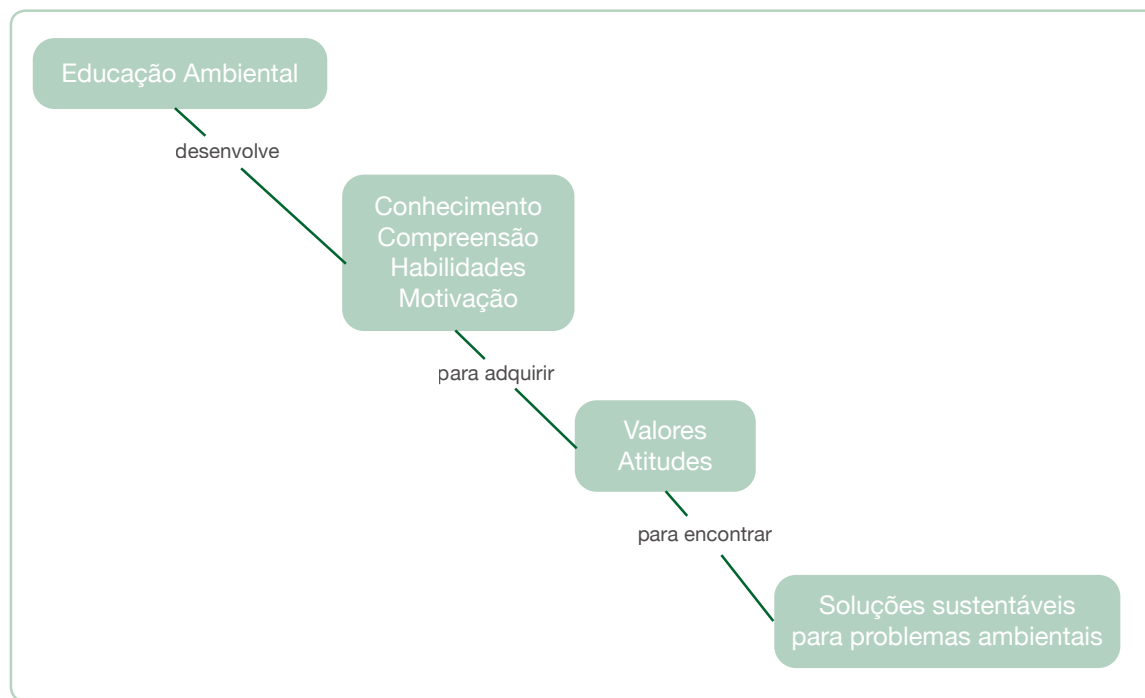 Educação Ambiental
desenvolve
Conhecimento
Compreensão
Habilidades
Motivação
para adquirir
Valores
Atitudes
para encontrar
Soluções sustentáveis
para problemas ambientais